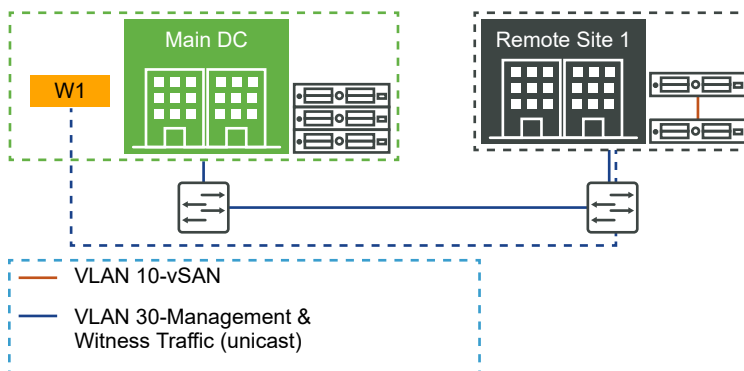 Main DC
Remote Site 1
W1
VLAN 10-vSAN
VLAN 30-Management &
Witness Traffic (unicast)